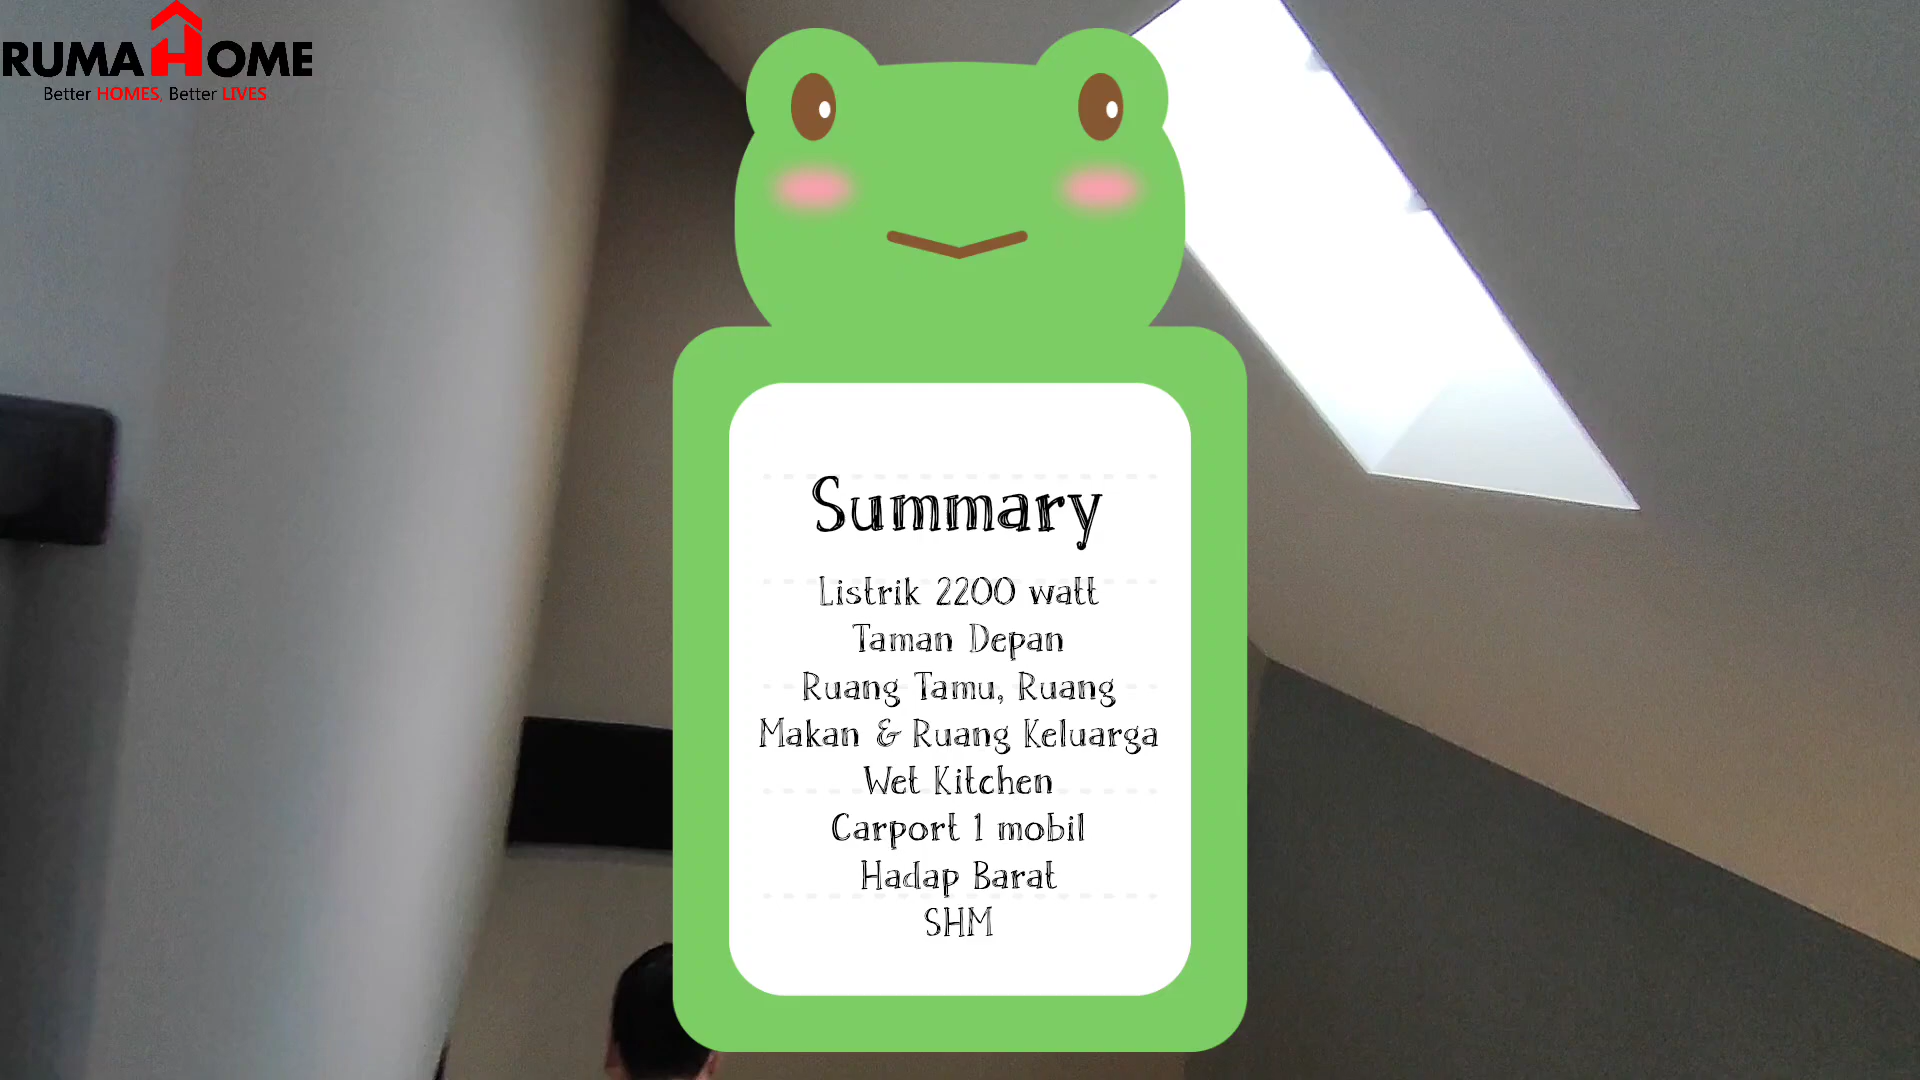 RUMAHOME
Better HOMES, Better LIVES
Summary
Listrik 2200 watt
Taman Depan
Ruang Tamu, Ruang
Makan & Ruang Keluarga
Wet Kitchen
Carport 1 mobil
Hadap Barat
SHM